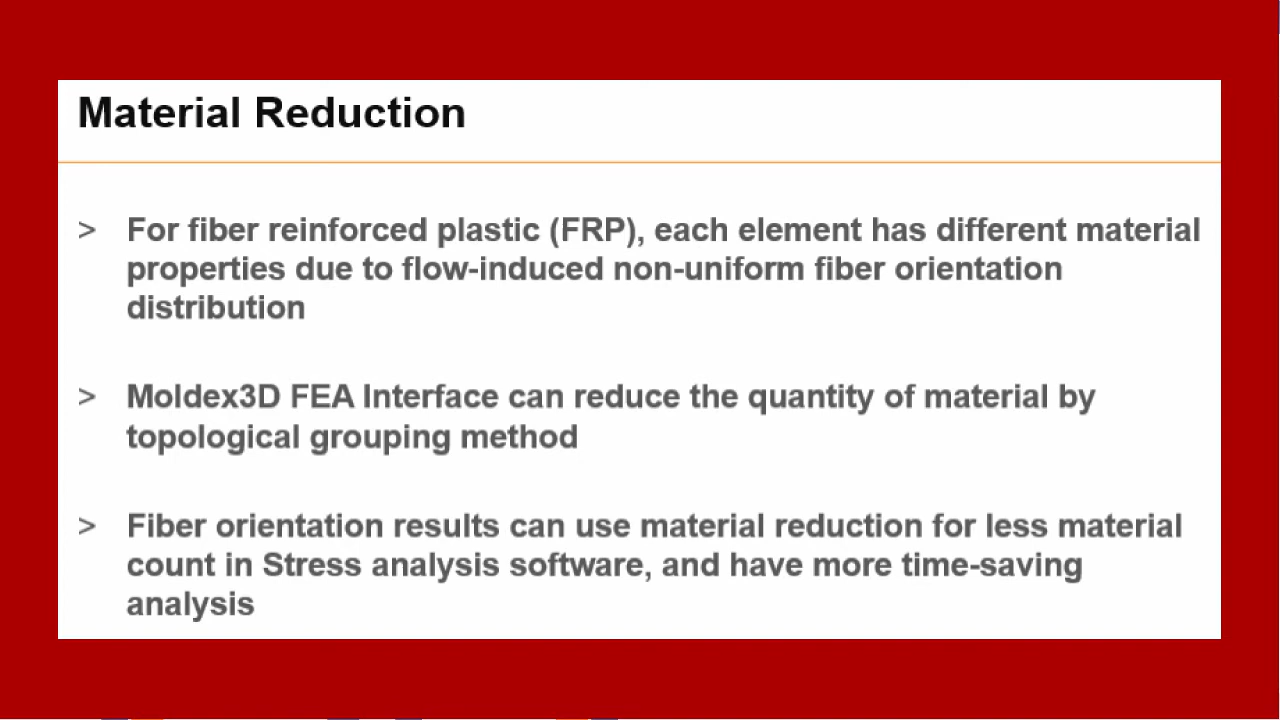 Material Reduction
> For fiber reinforced plastic (FRP), each element has different material
properties due to flow-induced non-uniform fiber orientation
distribution
> Moldex3D FEA Interface can reduce the quantity of material by
topological grouping method
> Fiber orientation results can use material reduction for less material
count in Stress analysis software, and have more time-saving
analysis